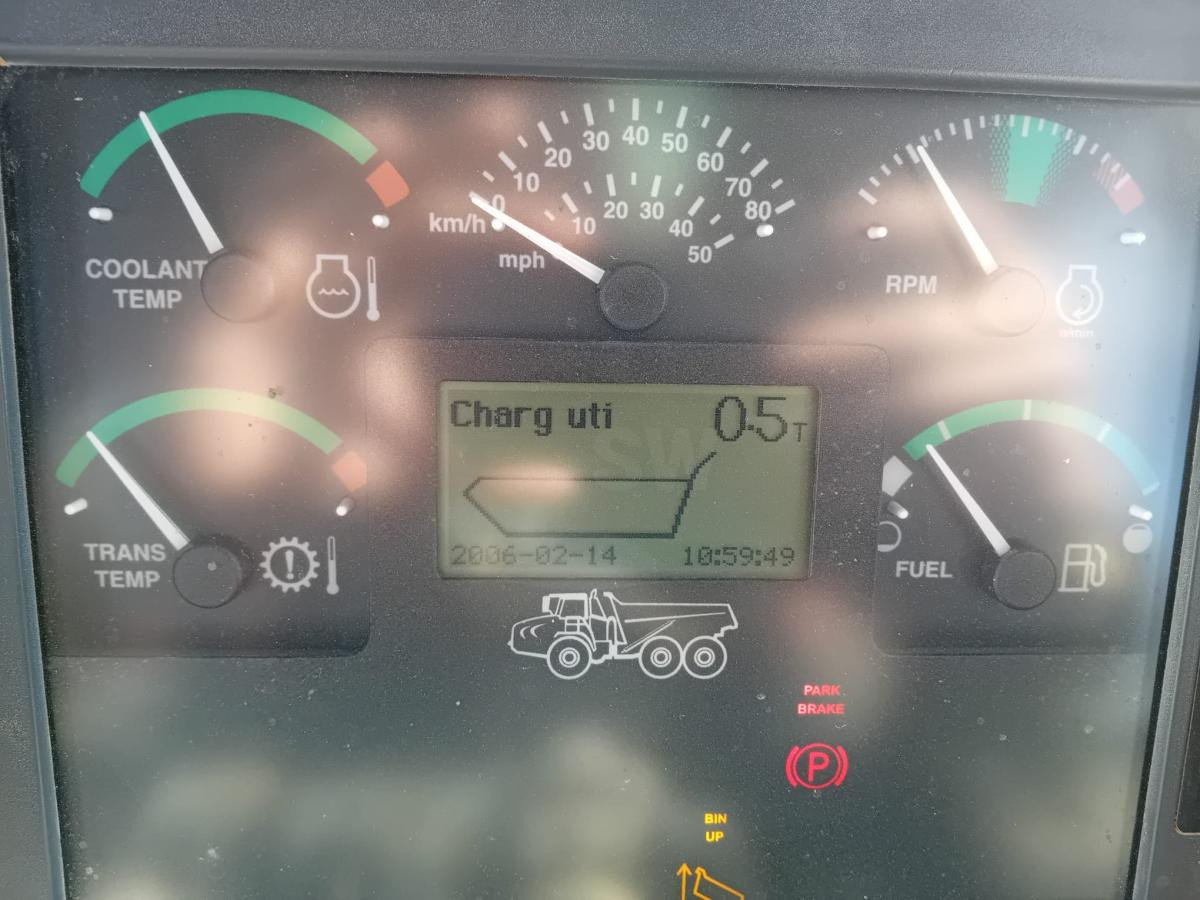 COOLANT
TEMP
km/h
0
10
20
30
40
50
60
70
80
mph
10
20
30
40
50
RPM
TRANS
TEMP
Charg uti
0.5T
2006-02-14 10:59:49
FUEL
PARK
BRAKE
P
BIN
UP